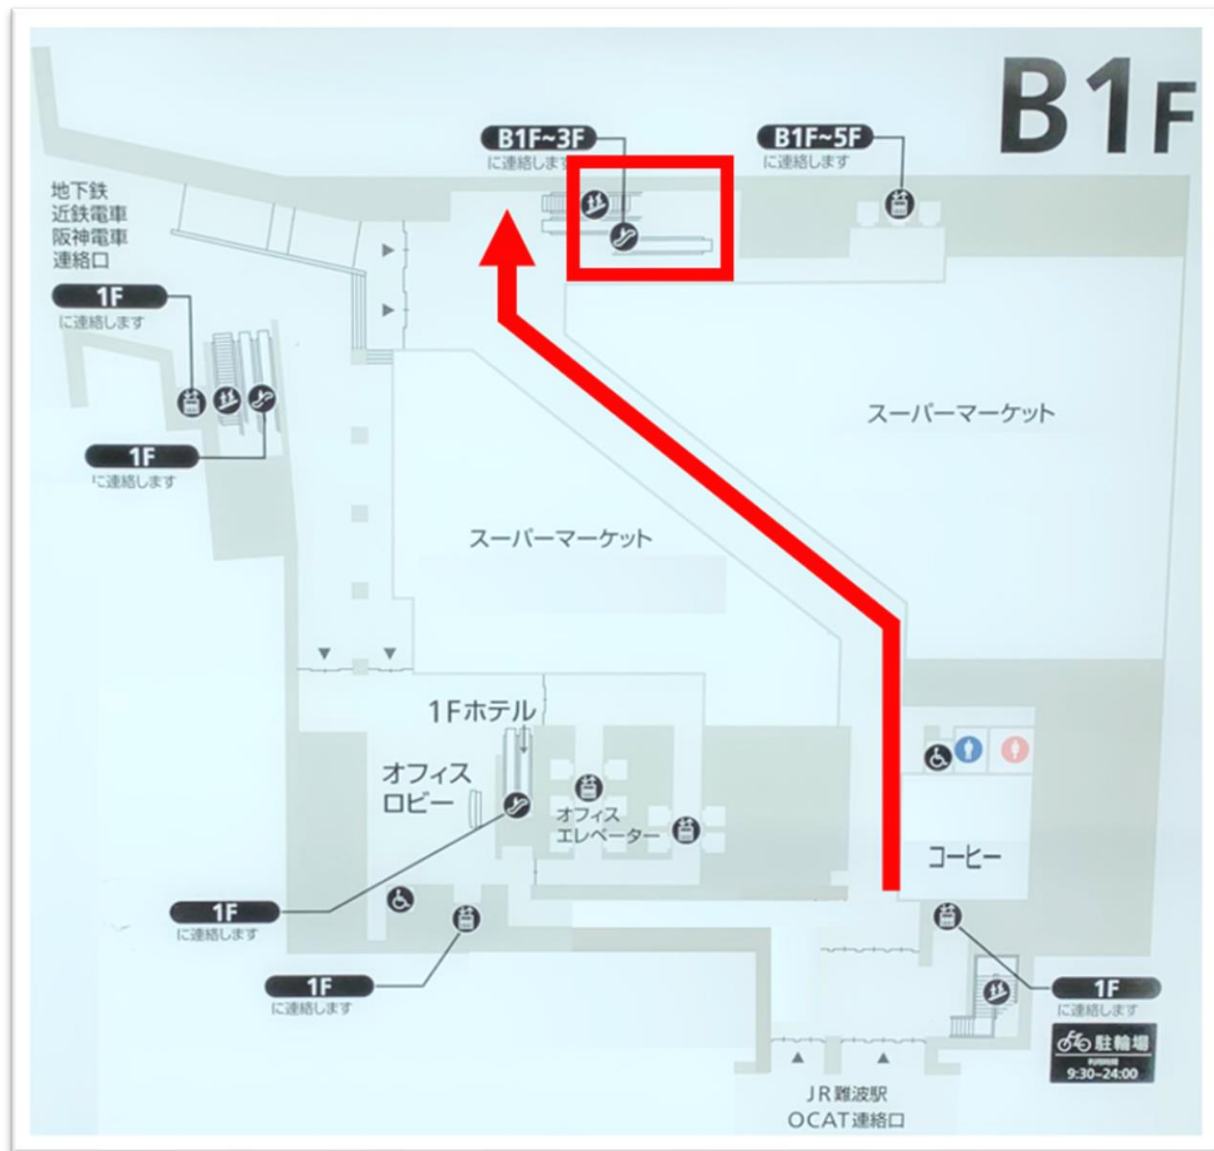 B1F
B1F~3F
に連絡します
B1F~5F
に連絡します
地下鉄
近鉄電車
阪神電車
連絡口
1F
に連絡します
1F
に連絡します
スーパーマーケット
スーパーマーケット
1Fホテル
オフィス
ロビー
オフィス
エレベーター
コーヒー
1F
に連絡します
1F
に連絡します
1F
に連絡します
駐輪場
利用時間
9:30~24:00
JR難波駅
OCAT連絡口